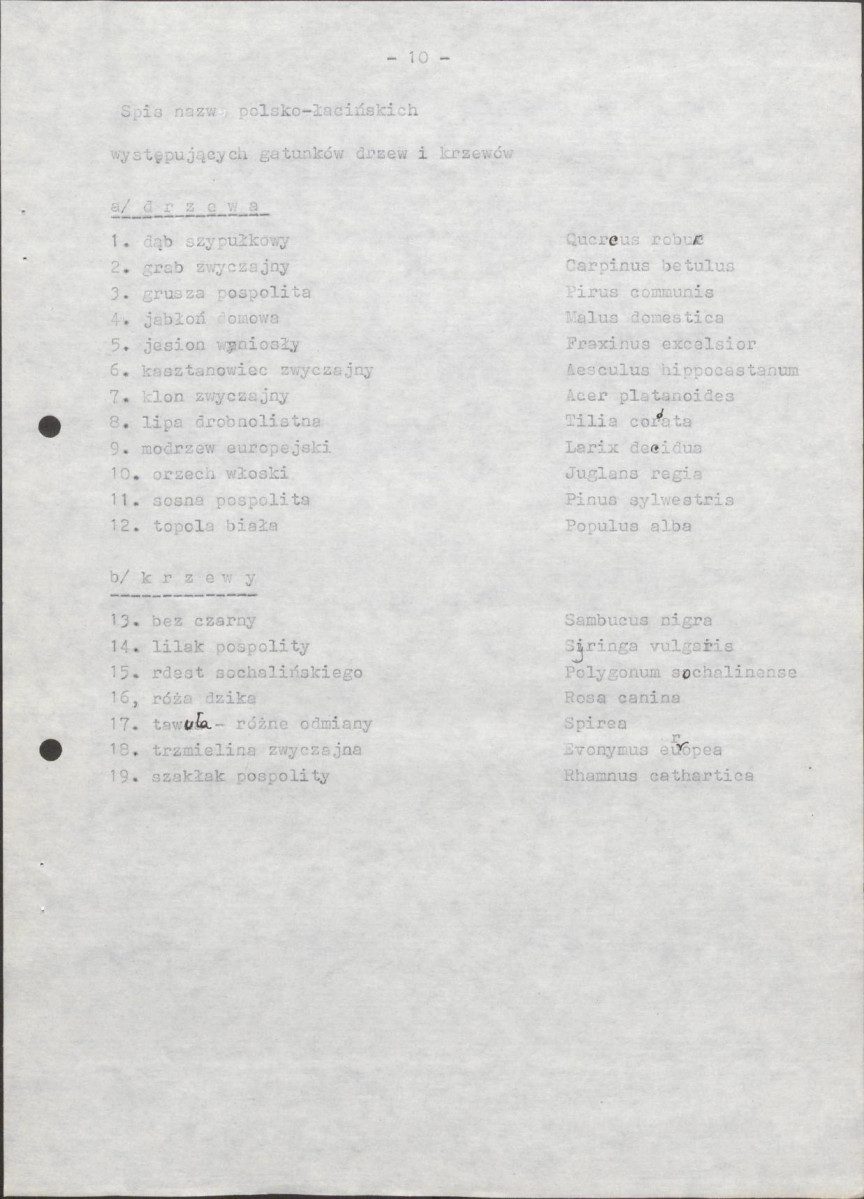 - 10 -
Spis nazw polsko-łacińskich
występujących gatunków drzew i krzewów
a/ d r z e w a
1. dąb szypułkowy Quercus robur
2. grab zwyczajny Carpinus betulus
3. grusza pospolita Pirus communis
4. jabłoń domowa Malus domestica
5. jesion wyniosły Fraxinus excelsior
6. kasztanowiec zwyczajny Aesculus hippocastanum
7. klon zwyczajny Acer platanoides
8. lipa drobnolistna Tilia cordata
9. modrzew europejski Larix decidua
10. orzech włoski Juglans regia
11. sosna pospolita Pinus sylwestris
12. topola biała Populus alba
b/ k r z e w y
13. bez czarny Sambucus nigra
14. lilak pospolity Syringa vulgaris
15. rdest sochalińskiego Polygonum sochalinense
16, róża dzika Rosa canina
17. tawuła - różne odmiany Spirea
18. trzmielina zwyczajna Evonymus europea
19. szakłak pospolity Rhamnus cathartica